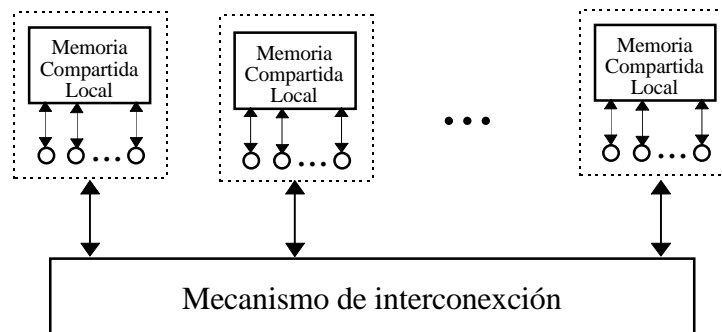 Memoria
Compartida
Local
Memoria
Compartida
Local
Memoria
Compartida
Local
Mecanismo de interconexción